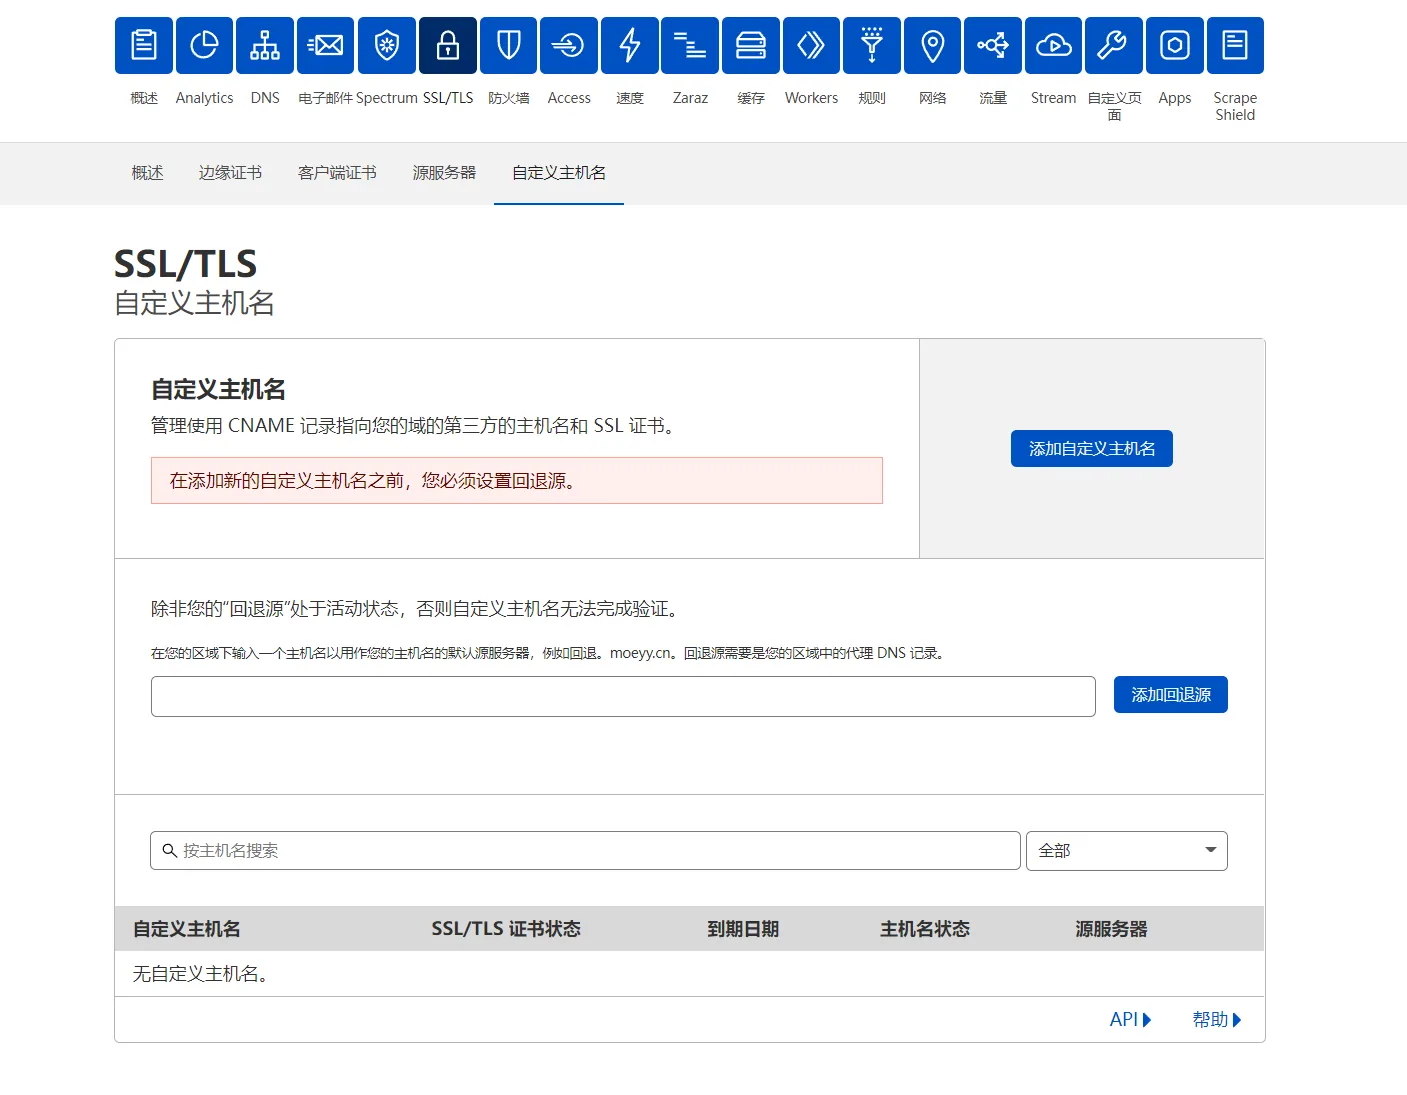 概述 Analytics DNS 电子邮件 Spectrum SSL/TLS 防火墙 Access 速度 Zaraz 缓存 Workers 规则 网络 流量 Stream 自定义页面 Apps Scrape Shield
概述 边缘证书 客户端证书 源服务器 自定义主机名
SSL/TLS
自定义主机名
自定义主机名
管理使用 CNAME 记录指向您的域的第三方的主机名和 SSL 证书。
添加自定义主机名
在添加新的自定义主机名之前，您必须设置回退源。
除非您的“回退源”处于活动状态，否则自定义主机名无法完成验证。
在您的区域下输入一个主机名以用作您的主机名的默认源服务器，例如回退。moeyy.cn。回退源需要是您的区域中的代理 DNS 记录。
添加回退源
按主机名搜索 全部
自定义主机名 SSL/TLS 证书状态 到期日期 主机名状态 源服务器
无自定义主机名。
API 帮助